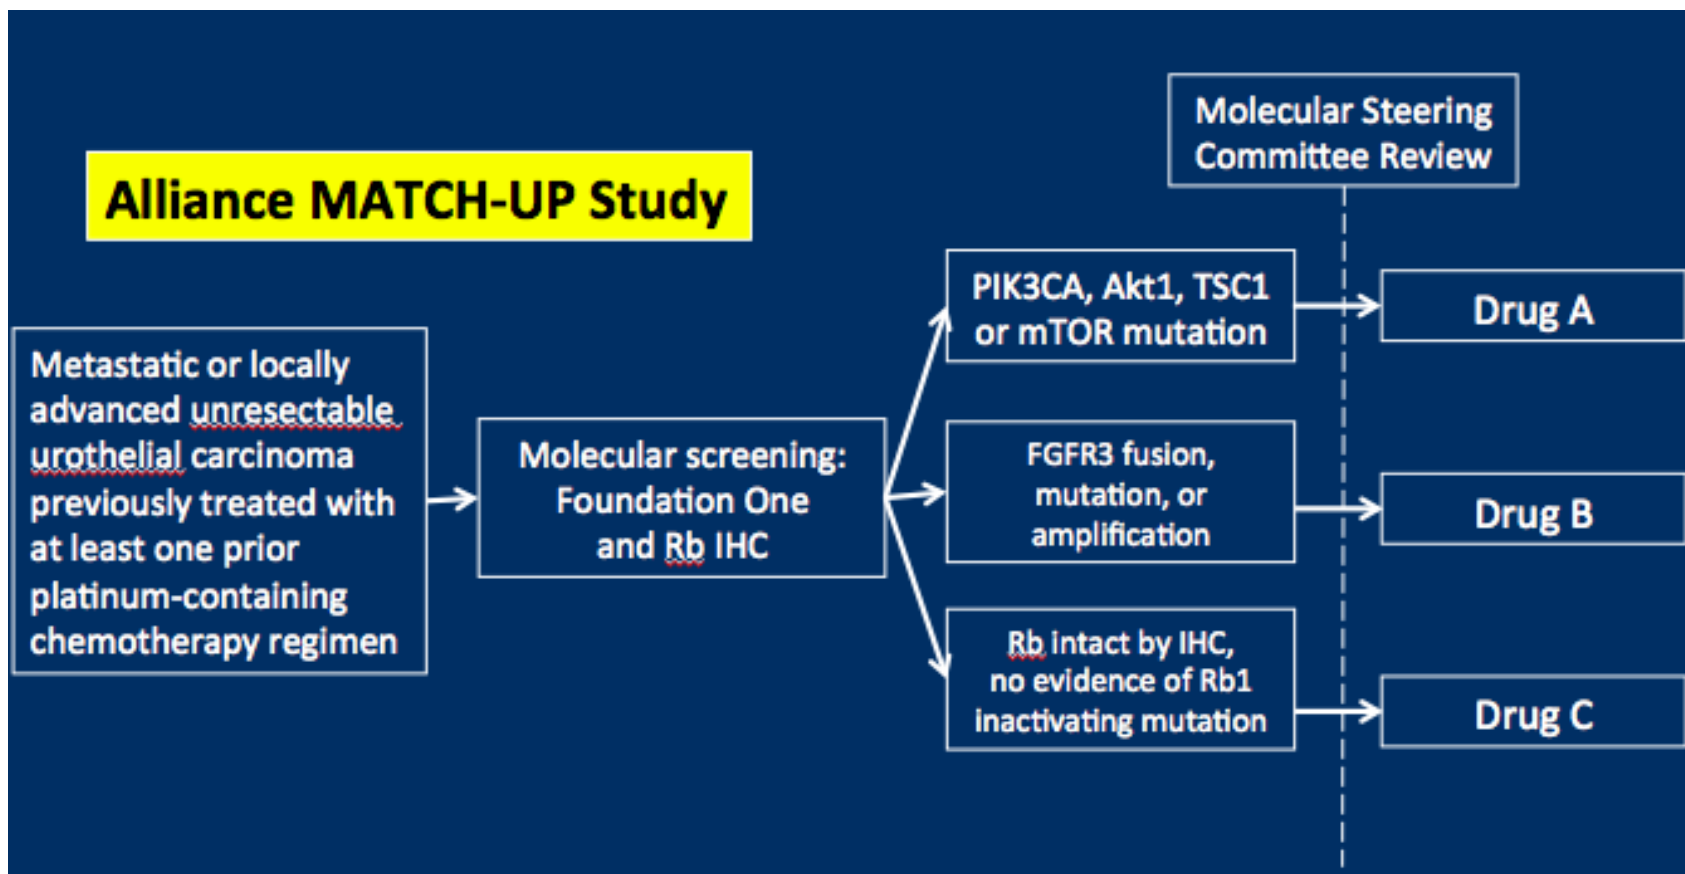 Alliance MATCH-UP Study
Metastatic or locally
advanced unresectable
urothelial carcinoma
previously treated with
at least one prior
platinum-containing
chemotherapy regimen
Molecular screening:
Foundation One
and Rb IHC
PIK3CA, Akt1, TSC1
or mTOR mutation
FGFR3 fusion,
mutation, or
amplification
Rb intact by IHC,
no evidence of Rb1
inactivating mutation
Molecular Steering
Committee Review
Drug A
Drug B
Drug C